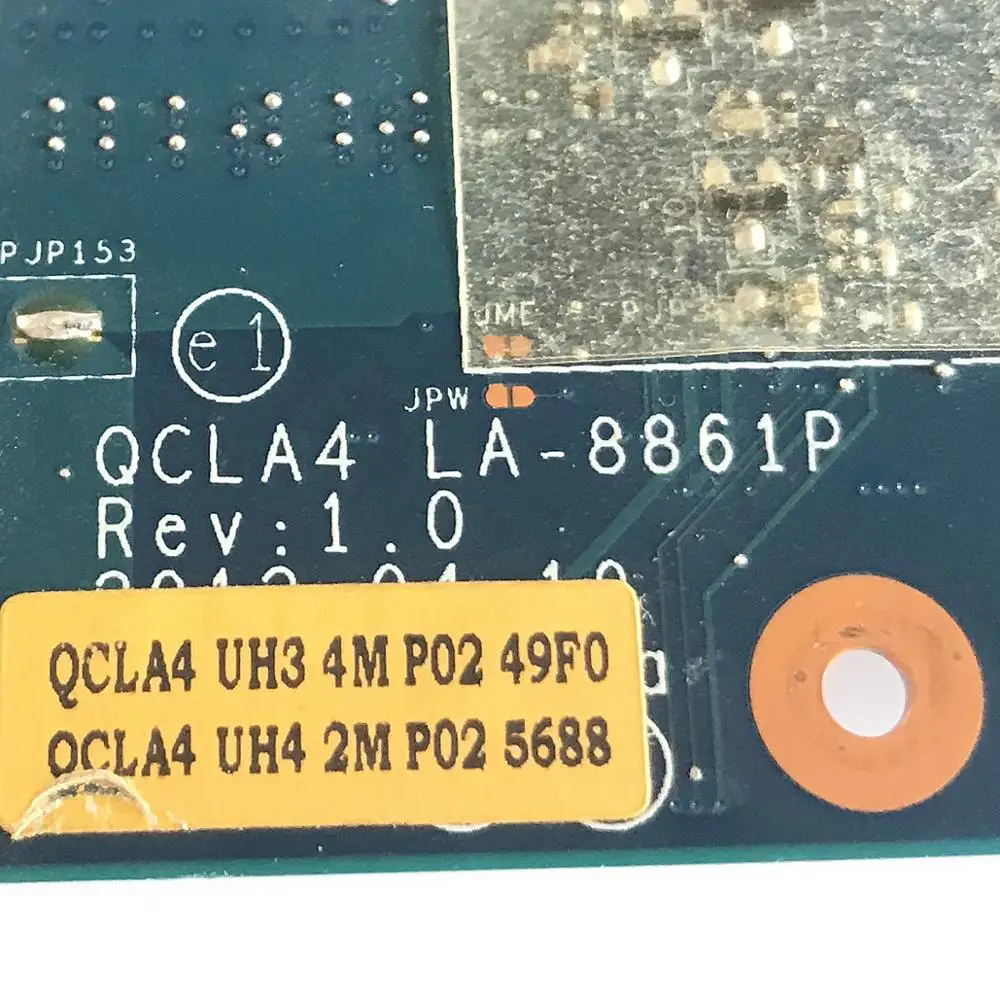 PJP153
e1
JME
JPW
QCLA4 LA-8861P
Rev:1.0
QCLA4 UH3 4M P02 49F0
QCLA4 UH4 2M P02 5688